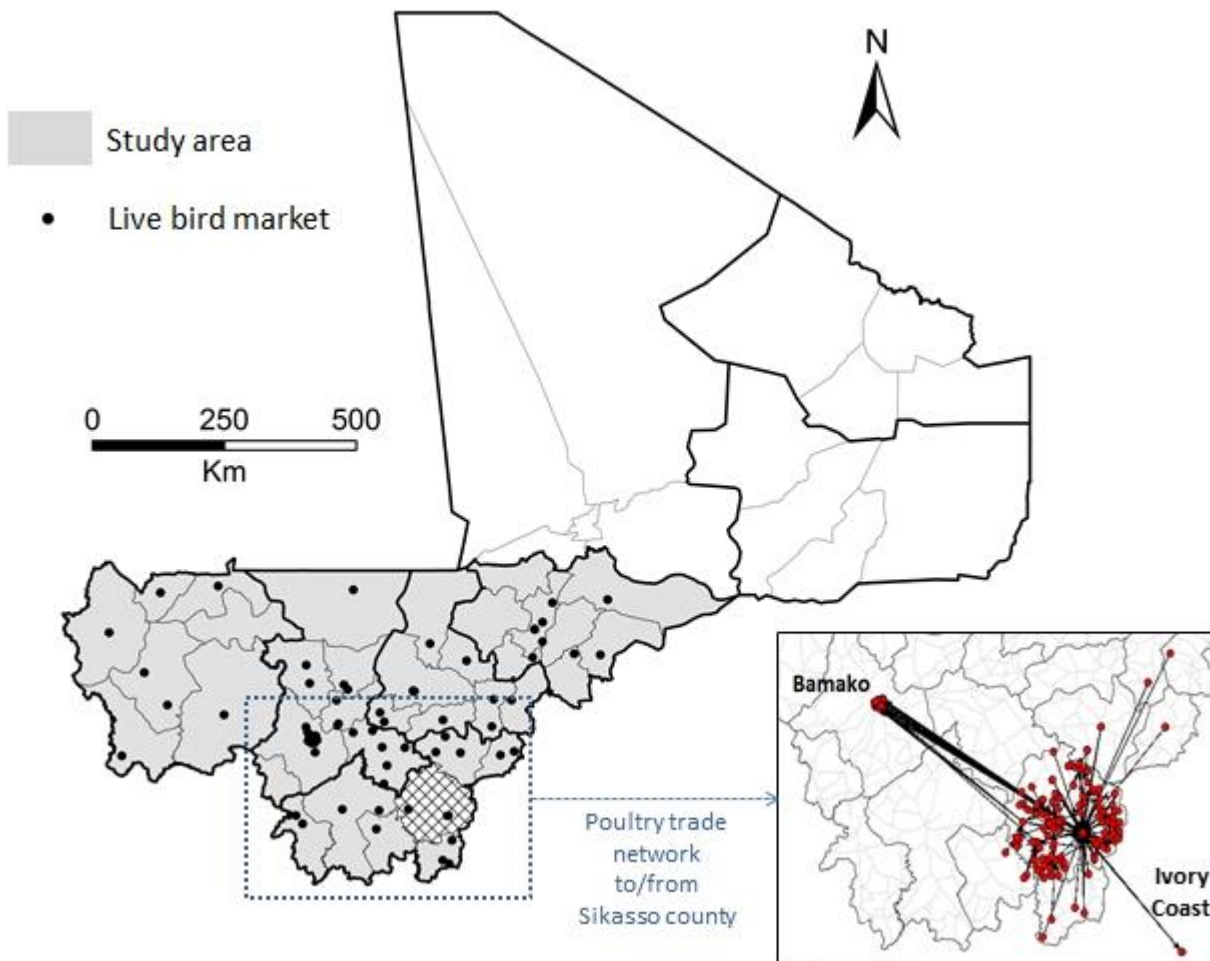 N
Study area
Live bird market
0 250 500
Km
Bamako
Poultry trade
network
to/from
Sikasso county
Ivory
Coast